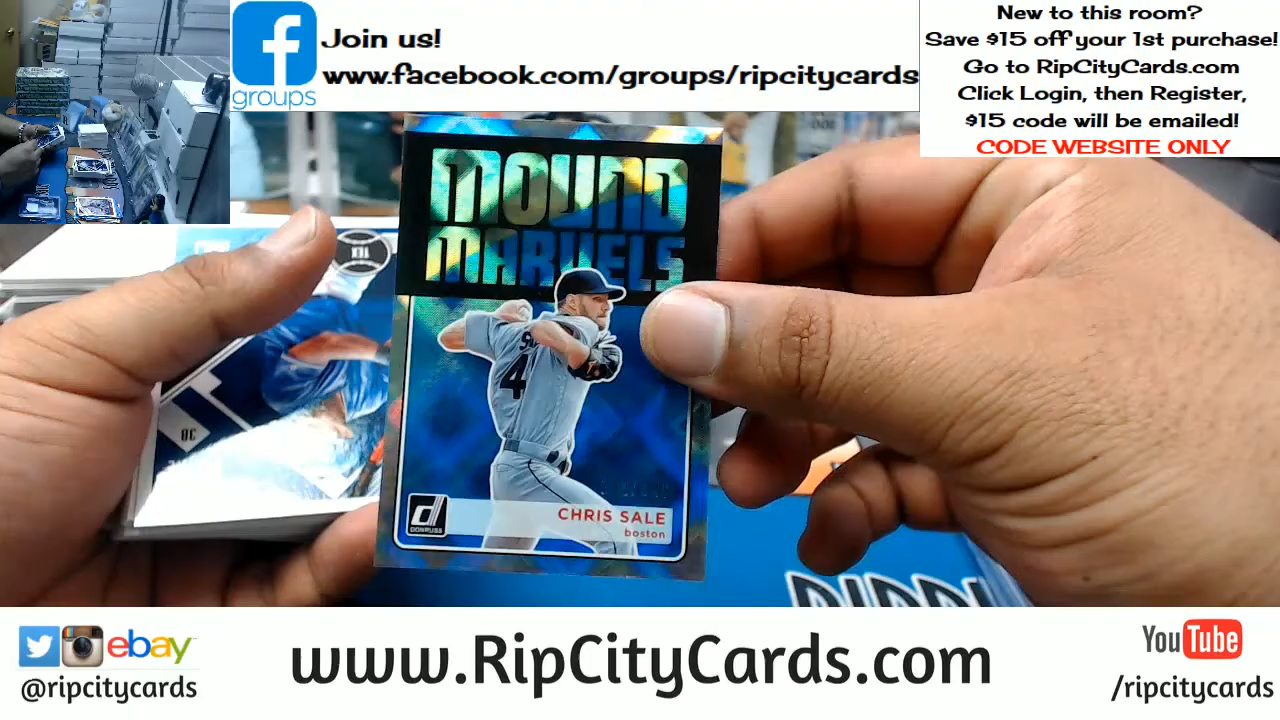 Join us!
www.facebook.com/groups/ripcitycards
groups
New to this room?
Save $15 off your 1st purchase!
Go to RipCityCards.com
Click Login, then Register,
$15 code will be emailed!
CODE WEBSITE ONLY
MOUND
MARVELS
4
DONRUSS
CHRIS SALE
boston
ebay
@ripcitycards
www.RipCityCards.com
YouTube
/ripcitycards